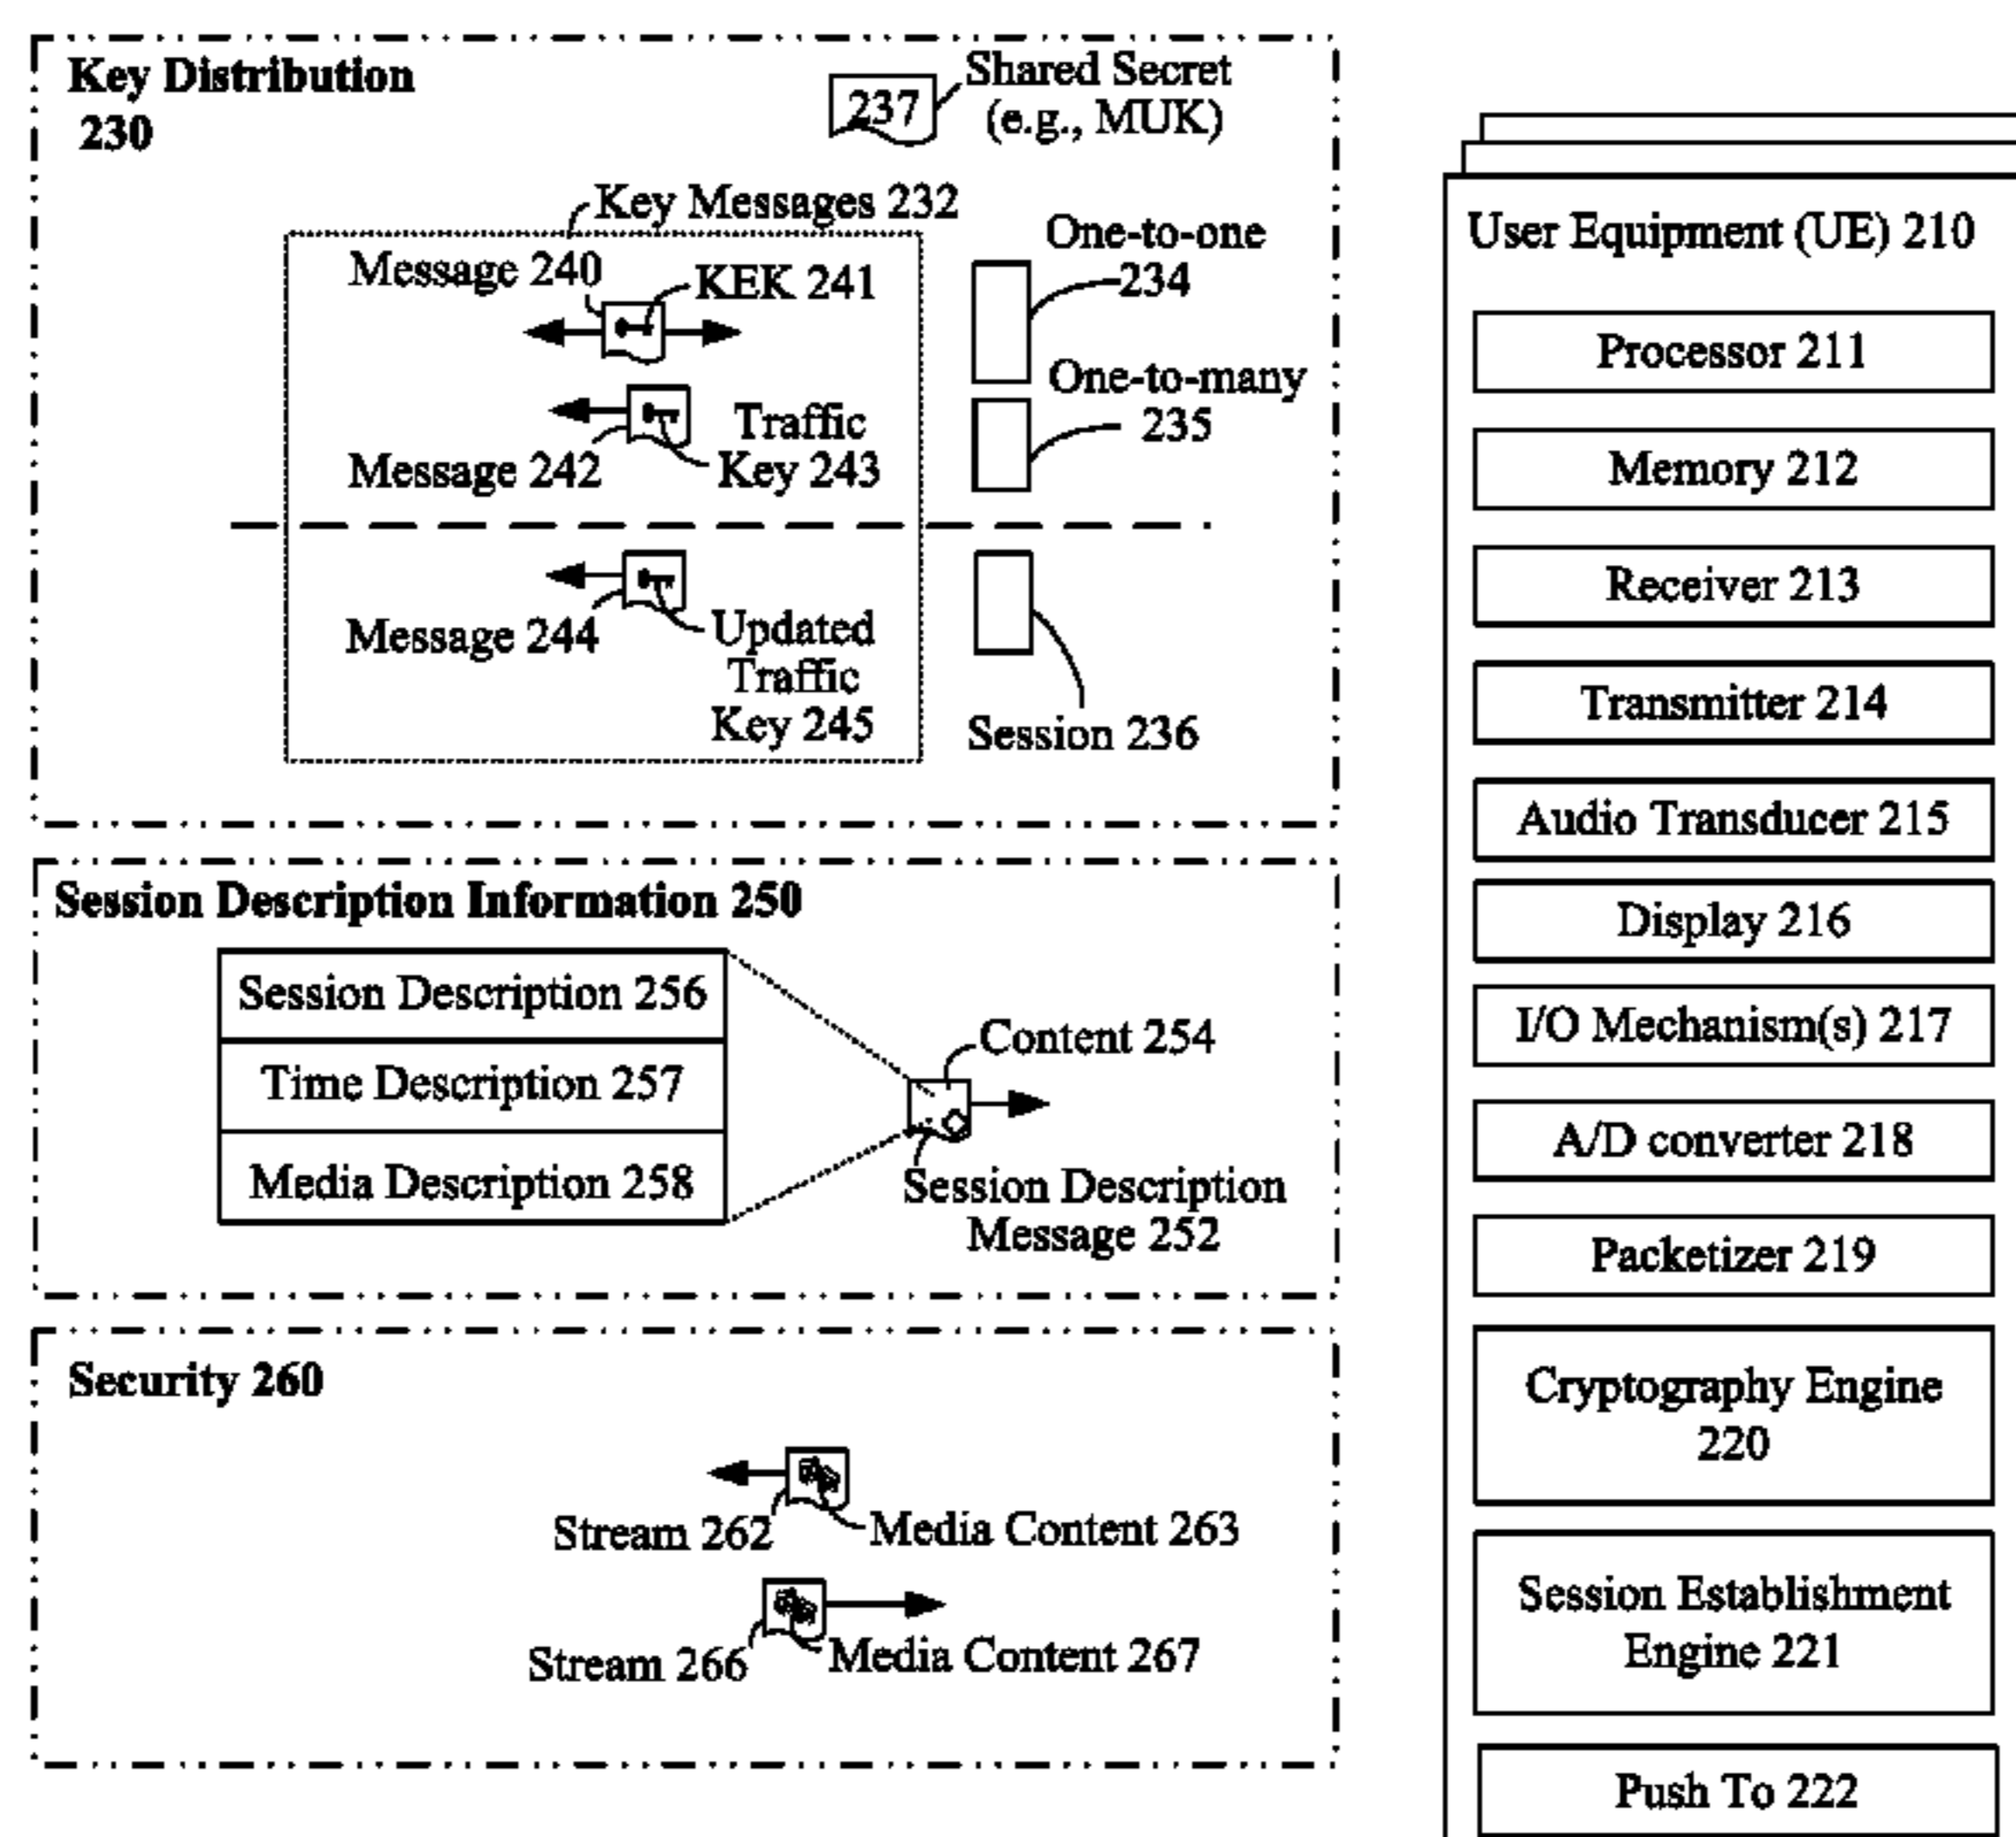 Key Distribution
230
237
Shared Secret
(e.g., MUK)
Key Messages 232
Message 240
KEK 241
One-to-one
234
Message 242
Traffic
Key 243
One-to-many
235
Message 244
Updated
Traffic
Key 245
Session 236
Session Description Information 250
Session Description 256
Time Description 257
Media Description 258
Content 254
Session Description
Message 252
Security 260
Stream 262
Media Content 263
Stream 266
Media Content 267
User Equipment (UE) 210
Processor 211
Memory 212
Receiver 213
Transmitter 214
Audio Transducer 215
Display 216
I/O Mechanism(s) 217
A/D converter 218
Packetizer 219
Cryptography Engine
220
Session Establishment
Engine 221
Push To 222